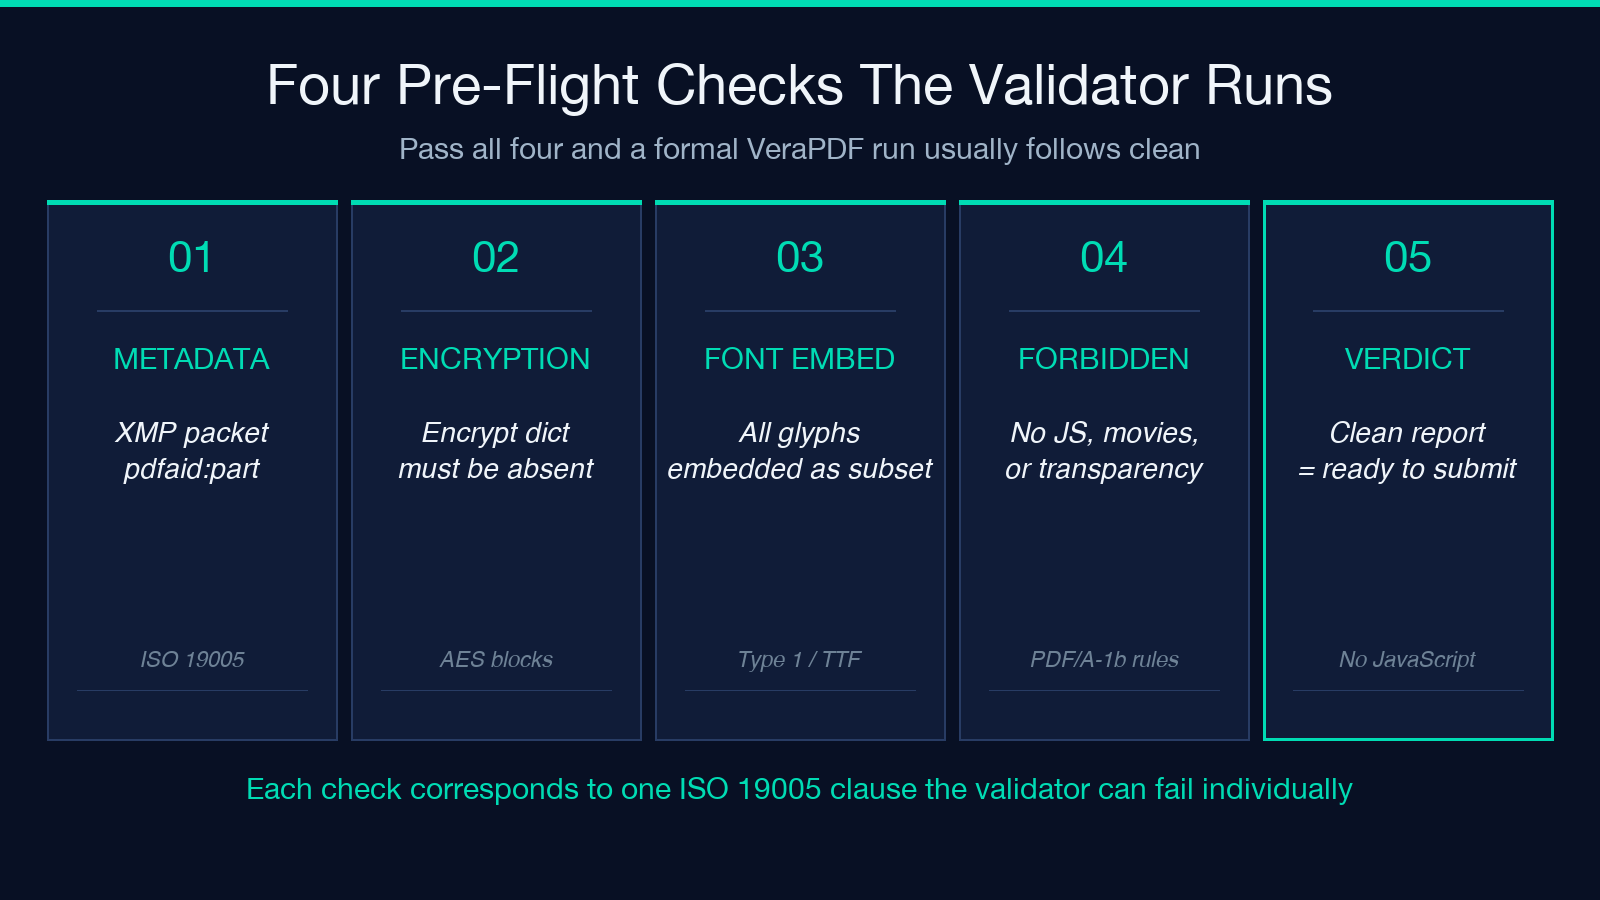 Four Pre-Flight Checks The Validator Runs
Pass all four and a formal VeraPDF run usually follows clean
01
METADATA
XMP packet
pdfaid:part
ISO 19005
02
ENCRYPTION
Encrypt dict
must be absent
AES blocks
03
FONT EMBED
All glyphs
embedded as subset
Type 1 / TTF
04
FORBIDDEN
No JS, movies,
or transparency
PDF/A-1b rules
05
VERDICT
Clean report
= ready to submit
No JavaScript
Each check corresponds to one ISO 19005 clause the validator can fail individually